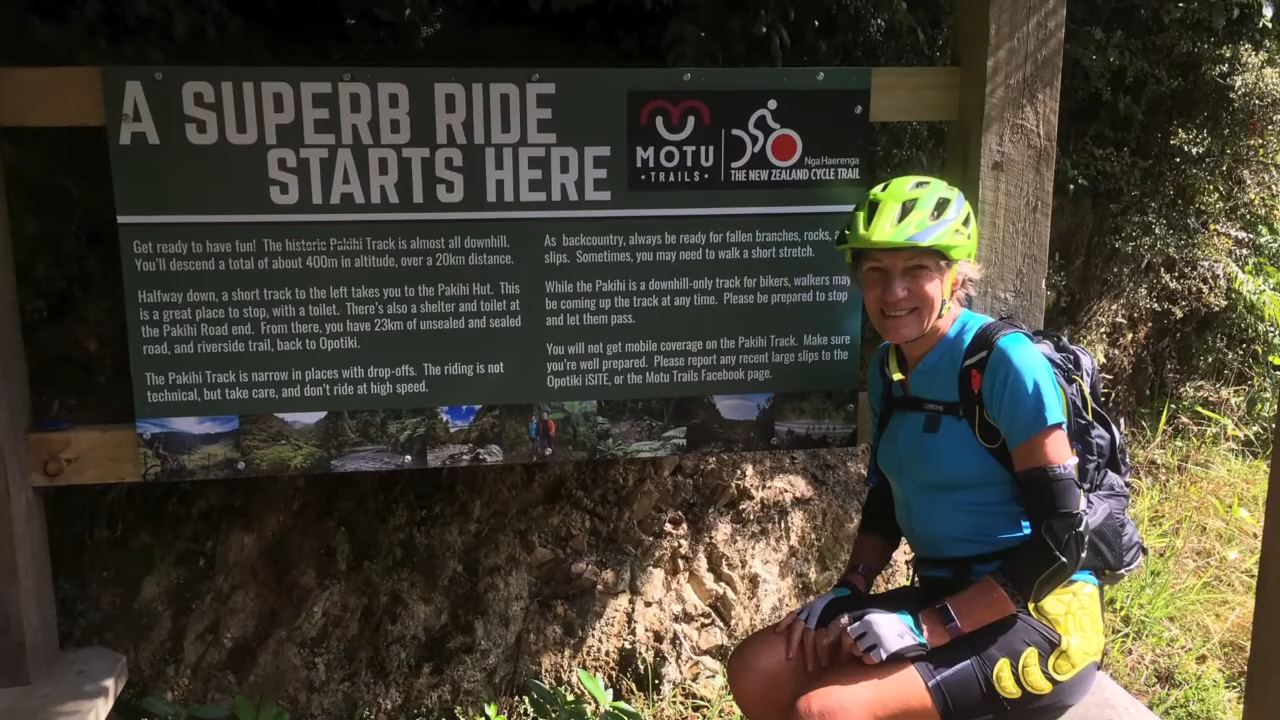 A SUPERB RIDE
STARTS HERE
MOTU
• TRAILS •
Nga Haerenga
THE NEW ZEALAND CYCLE TRAIL
Get ready to have fun! The historic Pakihi Track is almost all downhill.
You'll descend a total of about 400m in altitude, over a 20km distance.
Halfway down, a short track to the left takes you to the Pakihi Hut. This
is a great place to stop, with a toilet. There's also a shelter and toilet at
the Pakihi Road end. From there, you have 23km of unsealed and sealed
road, and riverside trail, back to Opotiki.
The Pakihi Track is narrow in places with drop-offs. The riding is not
technical, but take care, and don't ride at high speed.
As backcountry, always be ready for fallen branches, rocks,
slips. Sometimes, you may need to walk a short stretch.
While the Pakihi is a downhill-only track for bikers, walkers may
be coming up the track at any time. Please be prepared to stop
and let them pass.
You will not get mobile coverage on the Pakihi Track. Make sure
you're well prepared. Please report any recent large slips to the
Opotiki iSITE, or the Motu Trails Facebook page.